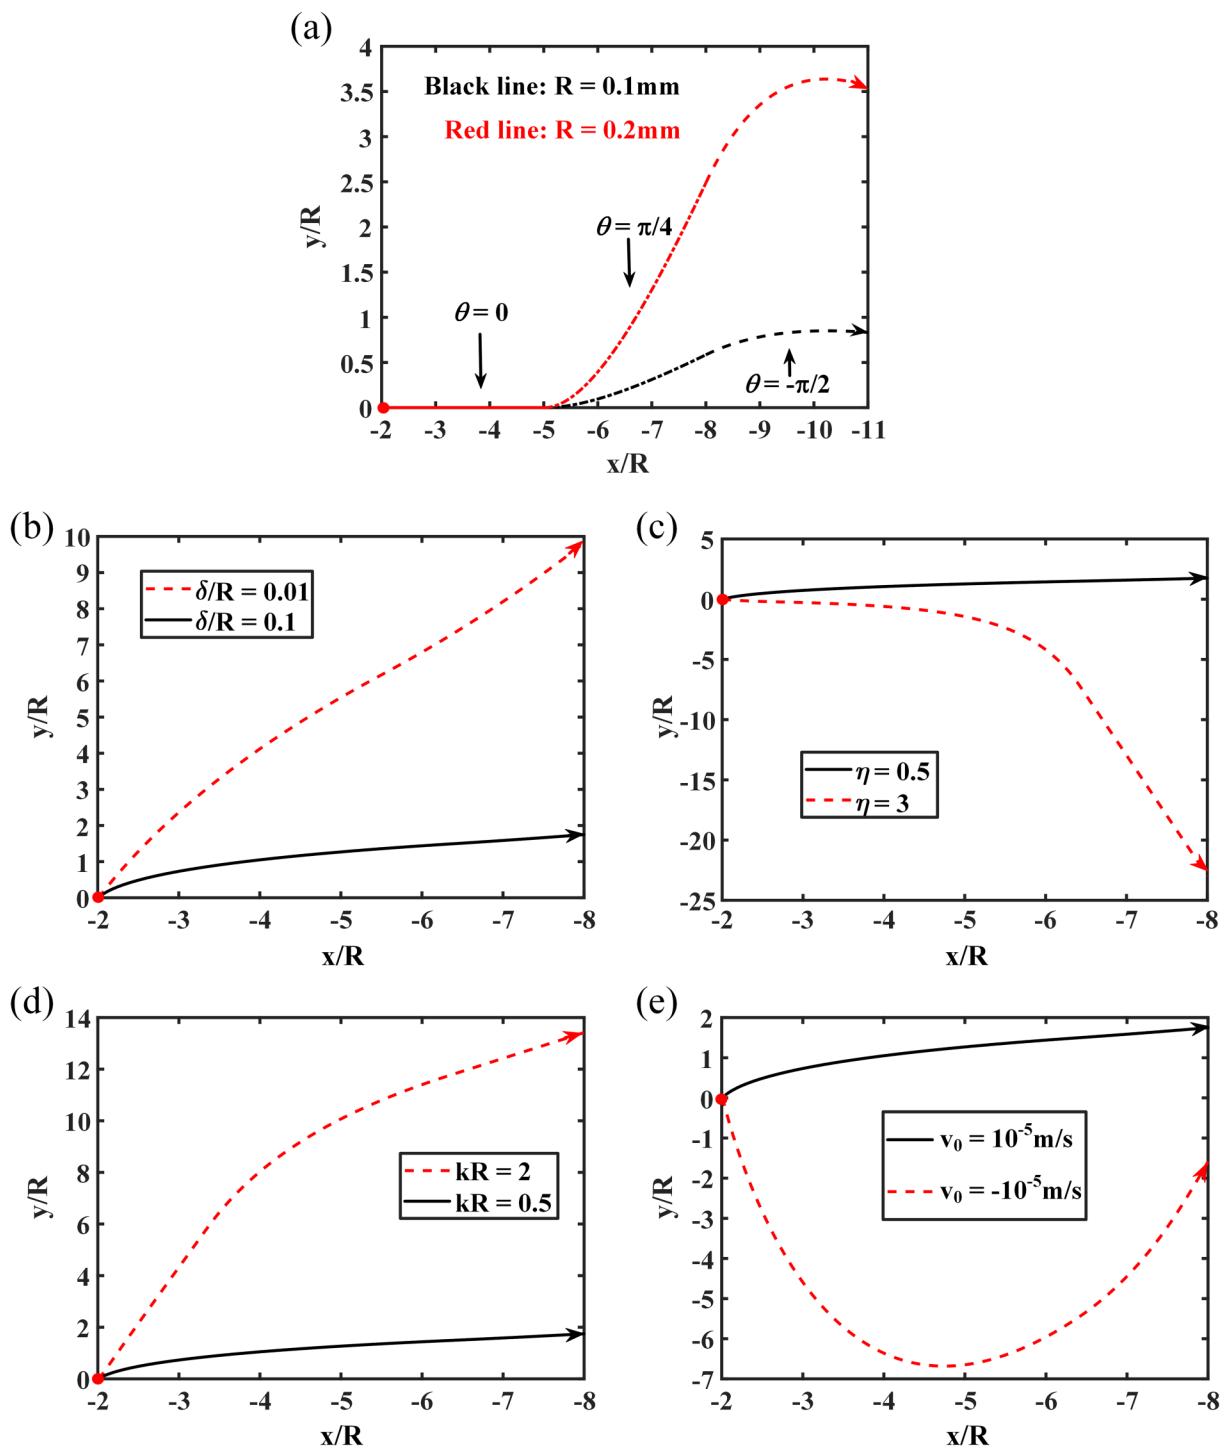 (a)
4
3.5
3
2.5
2
1.5
1
0.5
0
y/R
Black line: R = 0.1mm
Red line: R = 0.2mm
θ = π/4
θ = 0
θ = -π/2
-2 -3 -4 -5 -6 -7 -8 -9 -10 -11
x/R
(b)
10
9
8
7
6
5
4
3
2
1
0
y/R
δ/R = 0.01
δ/R = 0.1
-2 -3 -4 -5 -6 -7 -8
x/R
(c)
5
0
-5
-10
-15
-20
-25
y/R
η = 0.5
η = 3
-2 -3 -4 -5 -6 -7 -8
x/R
(d)
14
12
10
8
6
4
2
0
y/R
kR = 2
kR = 0.5
-2 -3 -4 -5 -6 -7 -8
x/R
(e)
2
1
0
-1
-2
-3
-4
-5
-6
-7
y/R
v₀ = 10⁻⁵m/s
v₀ = -10⁻⁵m/s
-2 -3 -4 -5 -6 -7 -8
x/R